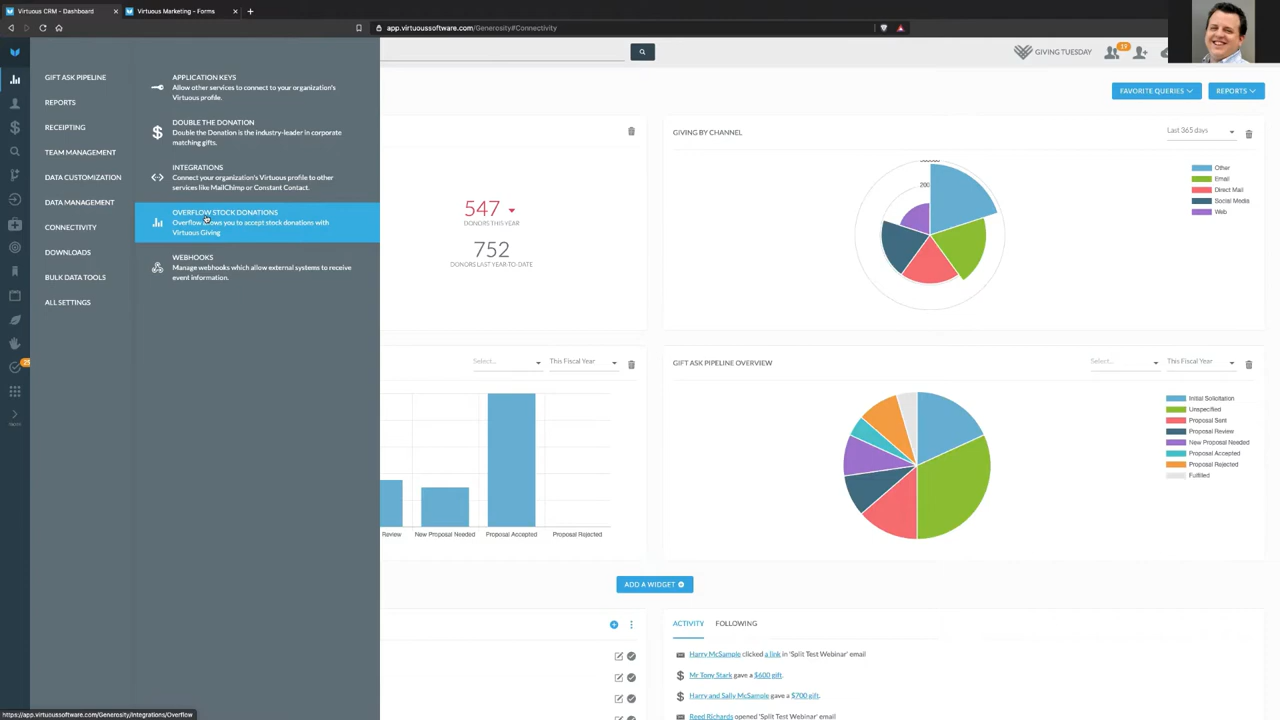 Virtuous CRM - Dashboard
Virtuous Marketing - Forms
app.virtuoussoftware.com/Generosity#Connectivity
GIVING TUESDAY
19
GIFT ASK PIPELINE
REPORTS
RECEIPTING
TEAM MANAGEMENT
DATA CUSTOMIZATION
DATA MANAGEMENT
CONNECTIVITY
DOWNLOADS
BULK DATA TOOLS
ALL SETTINGS
APPLICATION KEYS
Allow other services to connect to your organization's
Virtuous profile.
DOUBLE THE DONATION
Double the Donation is the industry-leader in corporate
matching gifts.
INTEGRATIONS
Connect your organization's Virtuous profile to other
services like MailChimp or Constant Contact.
OVERFLOW STOCK DONATIONS
Overflow allows you to accept stock donations with
Virtuous Giving
WEBHOOKS
Manage webhooks which allow external systems to receive
event information.
FAVORITE QUERIES
REPORTS
547
DONORS THIS YEAR
752
DONORS LAST YEAR-TO-DATE
GIVING BY CHANNEL
Last 365 days
200
Other
Email
Direct Mail
Social Media
Web
Select...
This Fiscal Year
Review
New Proposal Needed
Proposal Accepted
Proposal Rejected
GIFT ASK PIPELINE OVERVIEW
Select...
This Fiscal Year
Initial Solicitation
Unspecified
Proposal Sent
Proposal Review
New Proposal Needed
Proposal Accepted
Proposal Rejected
Fulfilled
ADD A WIDGET
ACTIVITY
FOLLOWING
Harry McSample clicked a link in 'Split Test Webinar' email
Mr Tony Stark gave a $600 gift.
Harry and Sally McSample gave a $700 gift.
Reed Richards opened 'Split Test Webinar' email
https://app.virtuoussoftware.com/Generosity/Integrations/Overflow